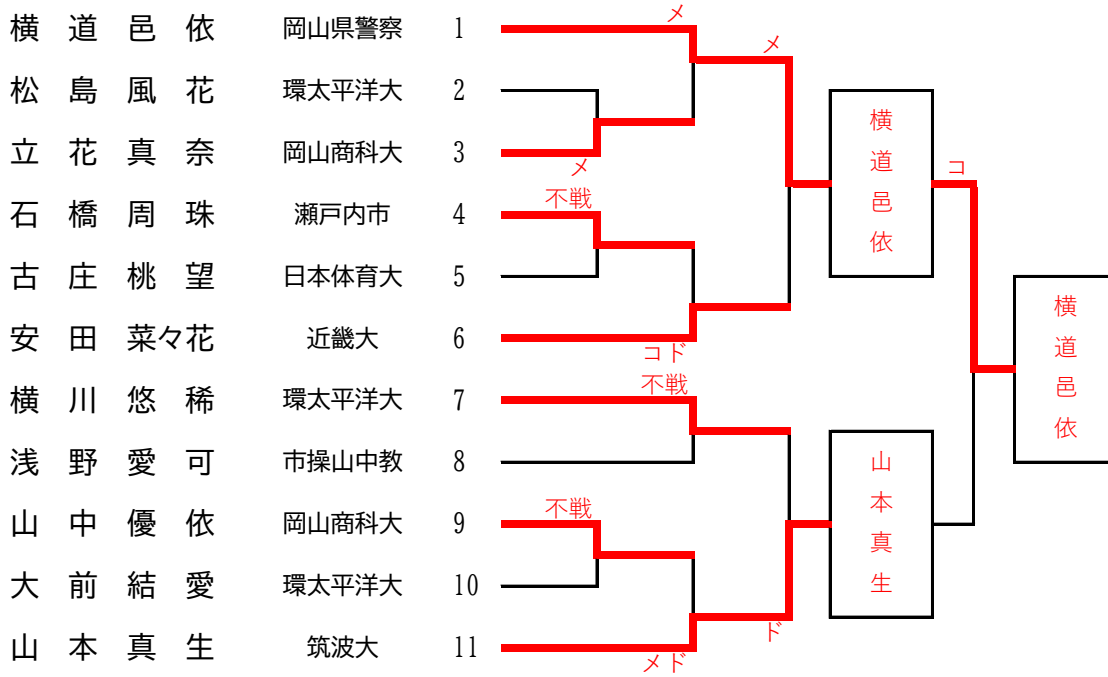 横道邑依 岡山県警察 1
松島風花 環太平洋大 2
立花真奈 岡山商科大 3
石橋周珠 瀬戸内市 4
古庄桃望 日本体育大 5
安田菜々花 近畿大 6
横川悠稀 環太平洋大 7
浅野愛可 市操山中教 8
山中優依 岡山商科大 9
大前結愛 環太平洋大 10
山本真生 筑波大 11
メ
メ
メ
不戦
コド
不戦
不戦
メド
ド
横道邑依
コ
山本真生
横道邑依